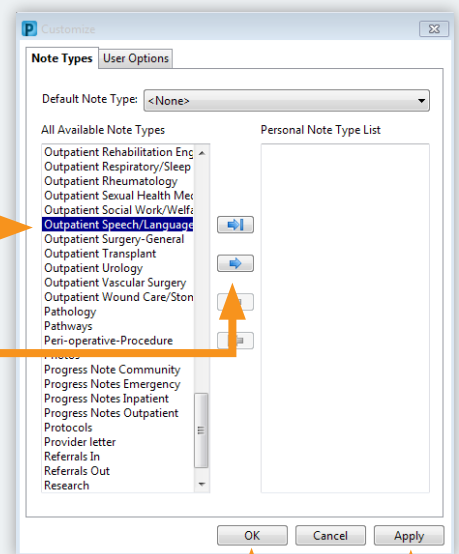 P Customize
Note Types User Options
Default Note Type: <None>
All Available Note Types Personal Note Type List
Outpatient Rehabilitation Eng
Outpatient Respiratory/Sleep
Outpatient Rheumatology
Outpatient Sexual Health Med
Outpatient Social Work/Welfa
Outpatient Speech/Language
Outpatient Surgery-General
Outpatient Transplant
Outpatient Urology
Outpatient Vascular Surgery
Outpatient Wound Care/Ston
Pathology
Pathways
Peri-operative-Procedure
Progress Note Community
Progress Notes Emergency
Progress Notes Inpatient
Progress Notes Outpatient
Protocols
Provider letter
Referrals In
Referrals Out
Research
OK Cancel Apply